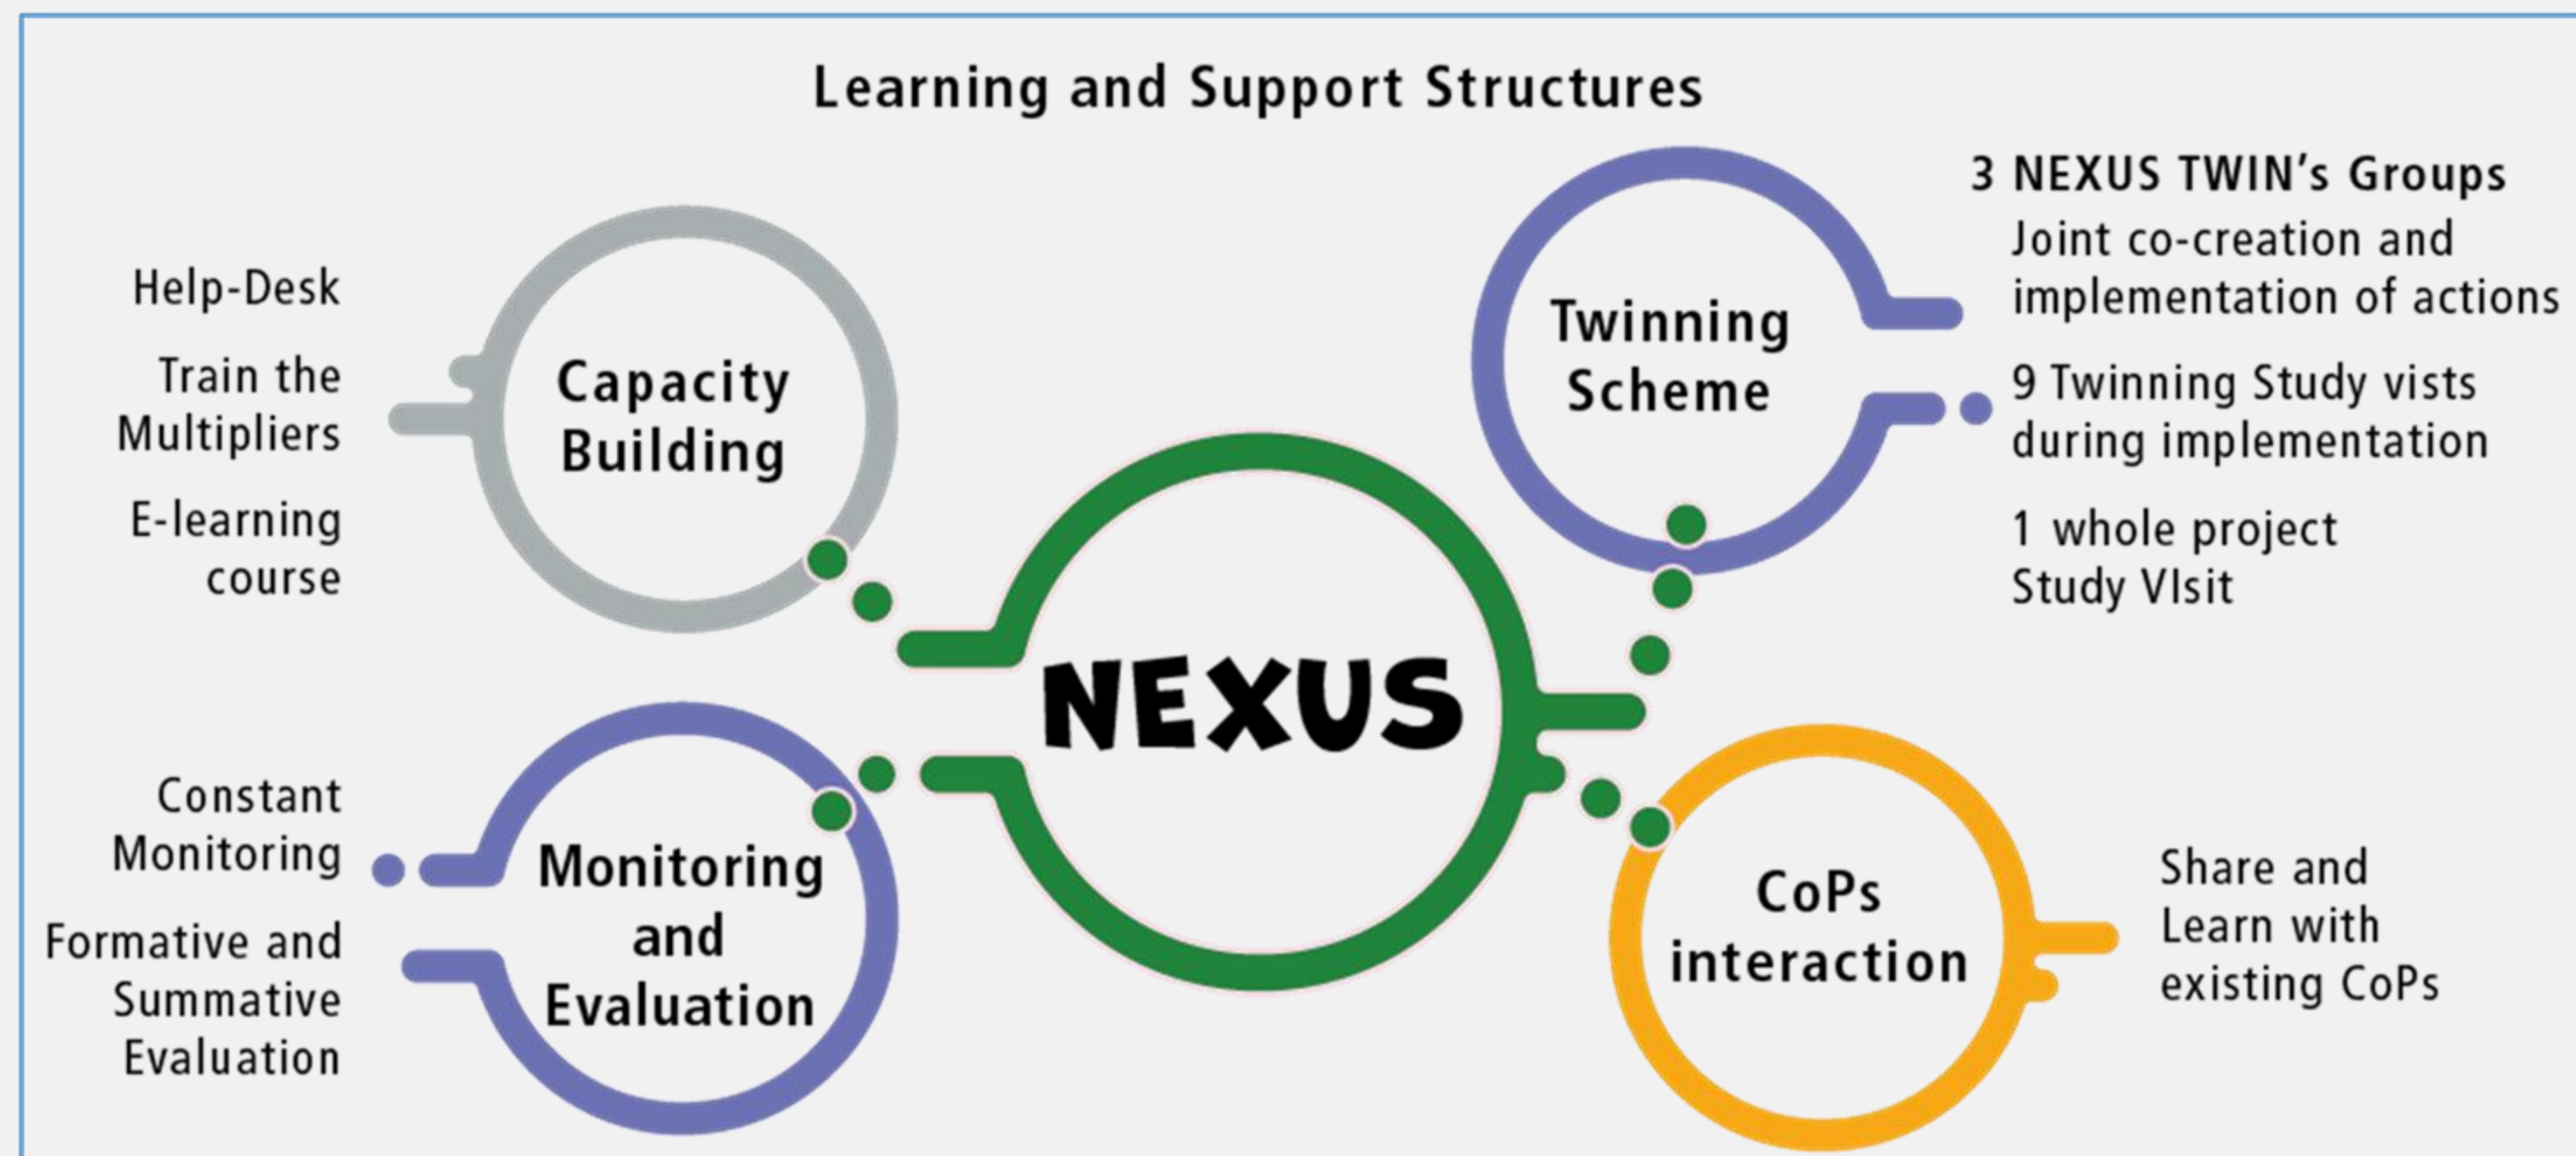 Learning and Support Structures
Help-Desk
Train the
Multipliers
E-learning
course
Capacity
Building
Twinning
Scheme
3 NEXUS TWIN’s Groups
Joint co-creation and
implementation of actions
9 Twinning Study vists
during implementation
1 whole project
Study VIsit
NEXUS
Constant
Monitoring
Formative and
Summative
Evaluation
Monitoring
and
Evaluation
CoPs
interaction
Share and
Learn with
existing CoPs